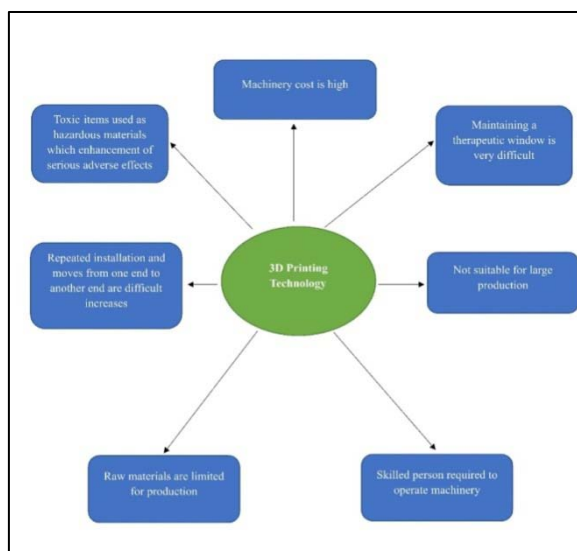 Machinery cost is high
Toxic items used as
hazardous materials
which enhancement of
serious adverse effects
Maintaining a
therapeutic window is
very difficult
Repeated installation and
moves from one end to
another end are difficult
increases
3D Printing
Technology
Not suitable for large
production
Raw materials are limited
for production
Skilled person required to
operate machinery